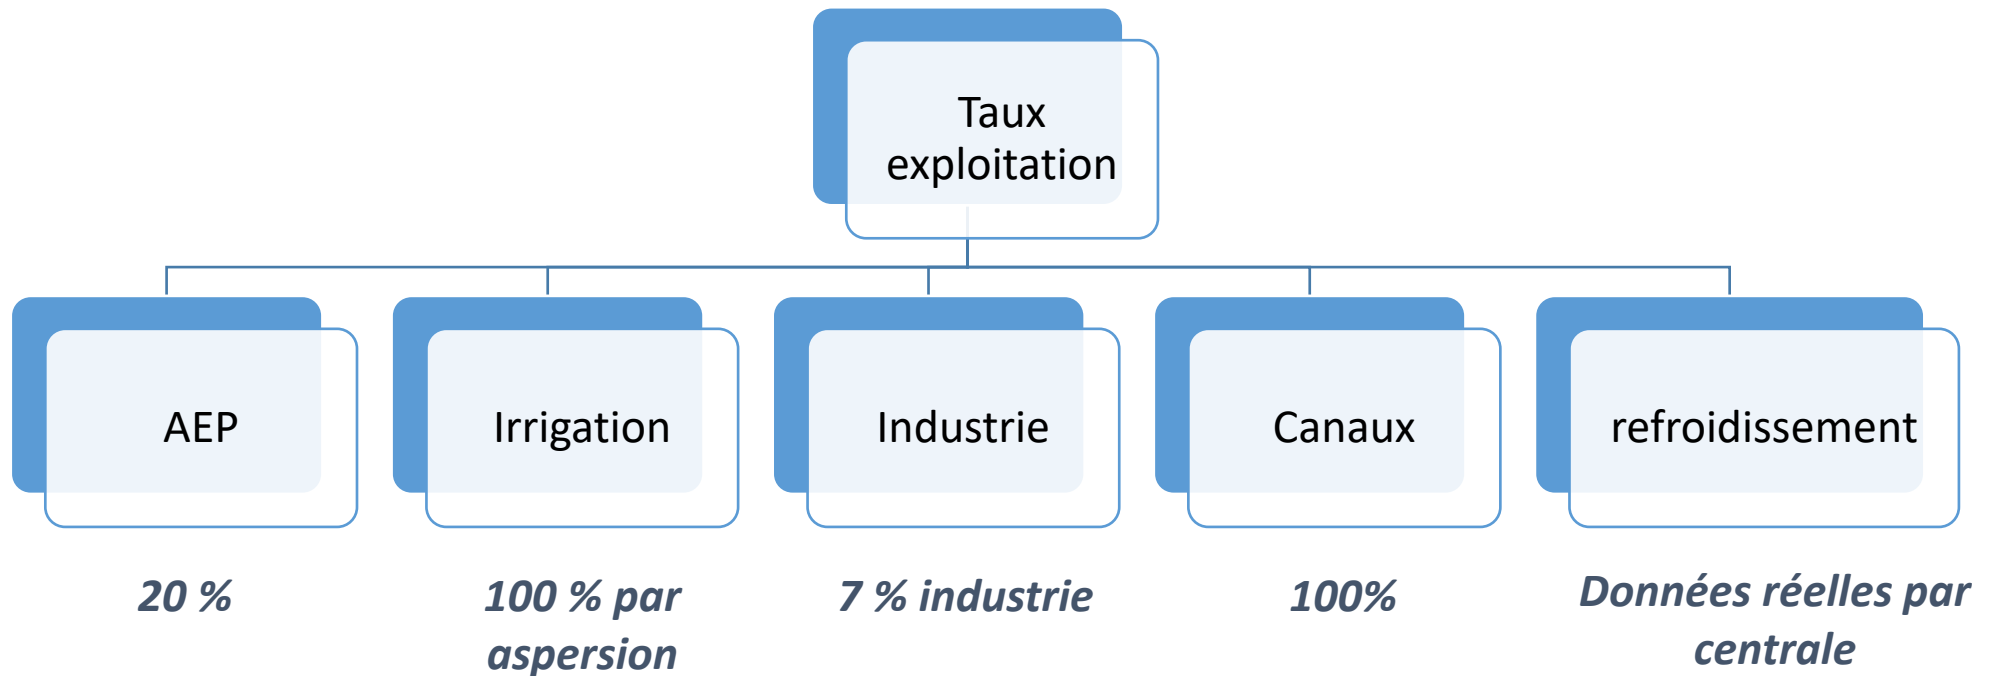 Taux
exploitation
AEP
Irrigation
Industrie
Canaux
refroidissement
20 %
100 % par
aspersion
7 % industrie
100%
Données réelles par
centrale